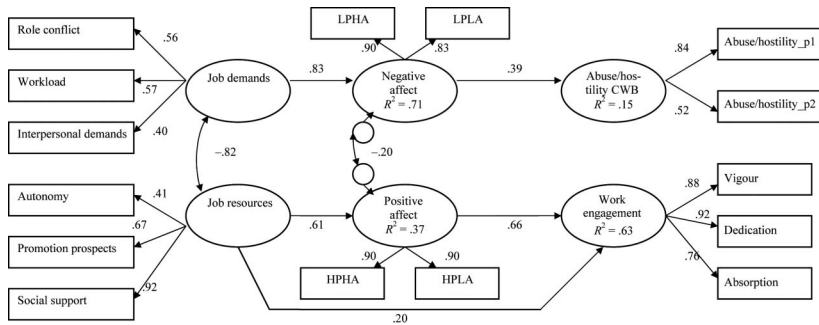 LPHA
LPLA
.90
.83
Role conflict
.56
Workload
.57
Interpersonal demands
.40
Job demands
.83
Negative
affect
R² = .71
.39
Abuse/hos-
tility CWB
R² = .15
.84
Abuse/hostility_p1
.52
Abuse/hostility_p2
–.82
–.20
Autonomy
.41
Promotion prospects
.67
Social support
.92
Job resources
.61
Positive
affect
R² = .37
.66
Work
engagement
R² = .63
.88
Vigour
.92
Dedication
.76
Absorption
.90
.90
HPHA
HPLA
.20